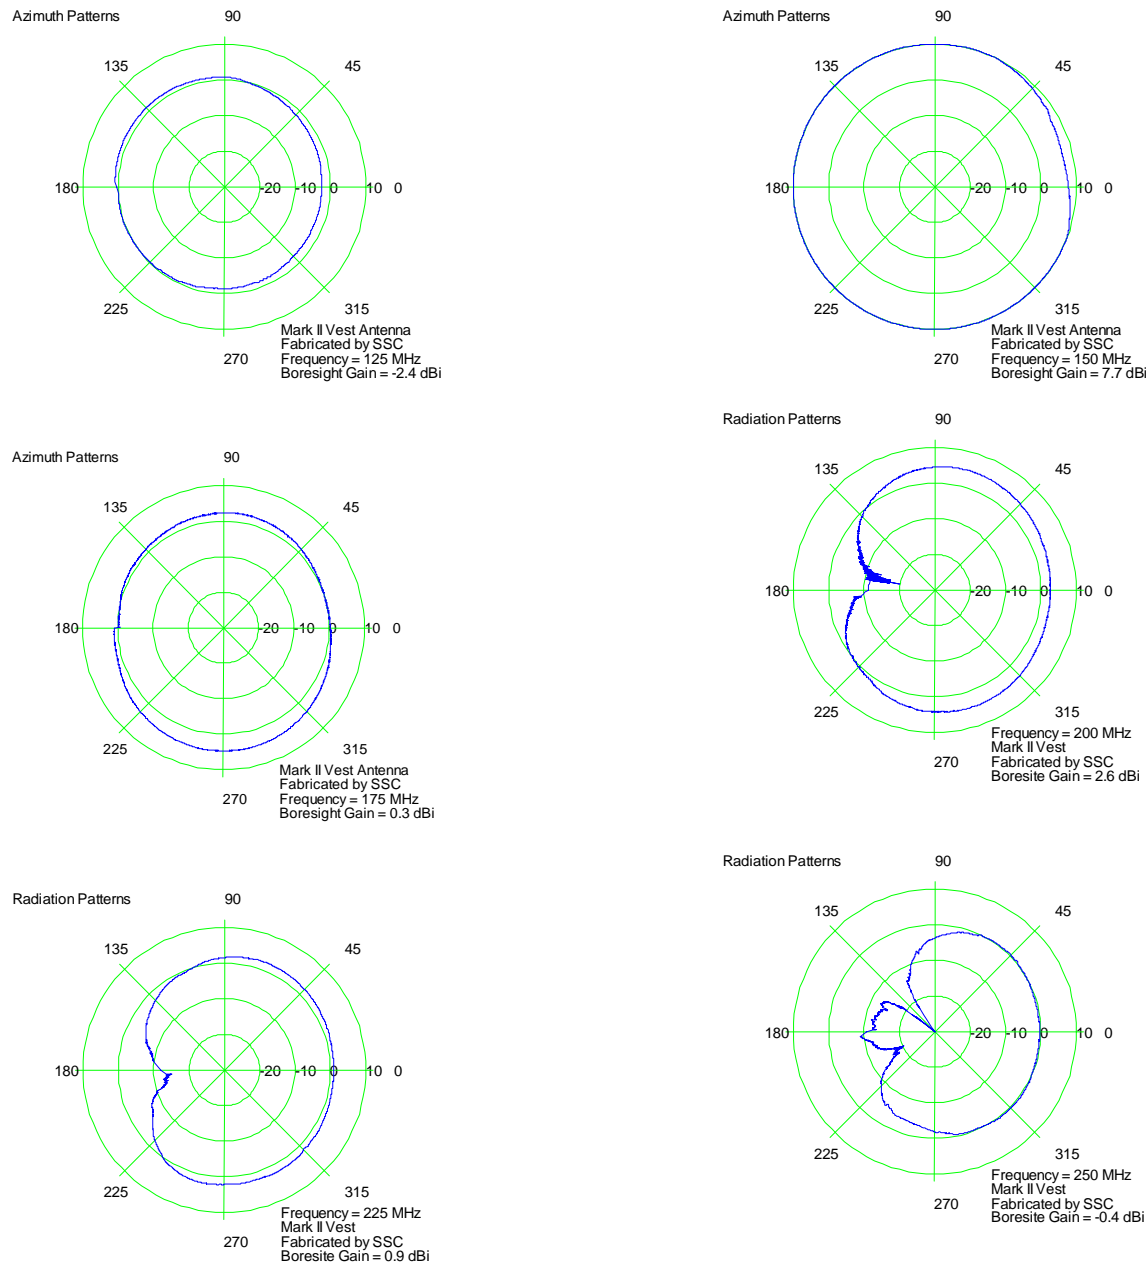 Azimuth Patterns
90
135
45
180
-20
-10
0
10
0
225
315
270
Mark II Vest Antenna
Fabricated by SSC
Frequency = 125 MHz
Boresight Gain = -2.4 dBi
Azimuth Patterns
90
135
45
180
-20
-10
0
10
0
225
315
270
Mark II Vest Antenna
Fabricated by SSC
Frequency = 150 MHz
Boresight Gain = 7.7 dBi
Azimuth Patterns
90
135
45
180
-20
-10
0
10
0
225
315
270
Mark II Vest Antenna
Fabricated by SSC
Frequency = 175 MHz
Boresight Gain = 0.3 dBi
Radiation Patterns
90
135
45
180
-20
-10
0
10
0
225
315
270
Frequency = 200 MHz
Mark II Vest
Fabricated by SSC
Boresite Gain = 2.6 dBi
Radiation Patterns
90
135
45
180
-20
-10
0
10
0
225
315
270
Frequency = 225 MHz
Mark II Vest
Fabricated by SSC
Boresite Gain = 0.9 dBi
Radiation Patterns
90
135
45
180
-20
-10
0
10
0
225
315
270
Frequency = 250 MHz
Mark II Vest
Fabricated by SSC
Boresite Gain = -0.4 dBi